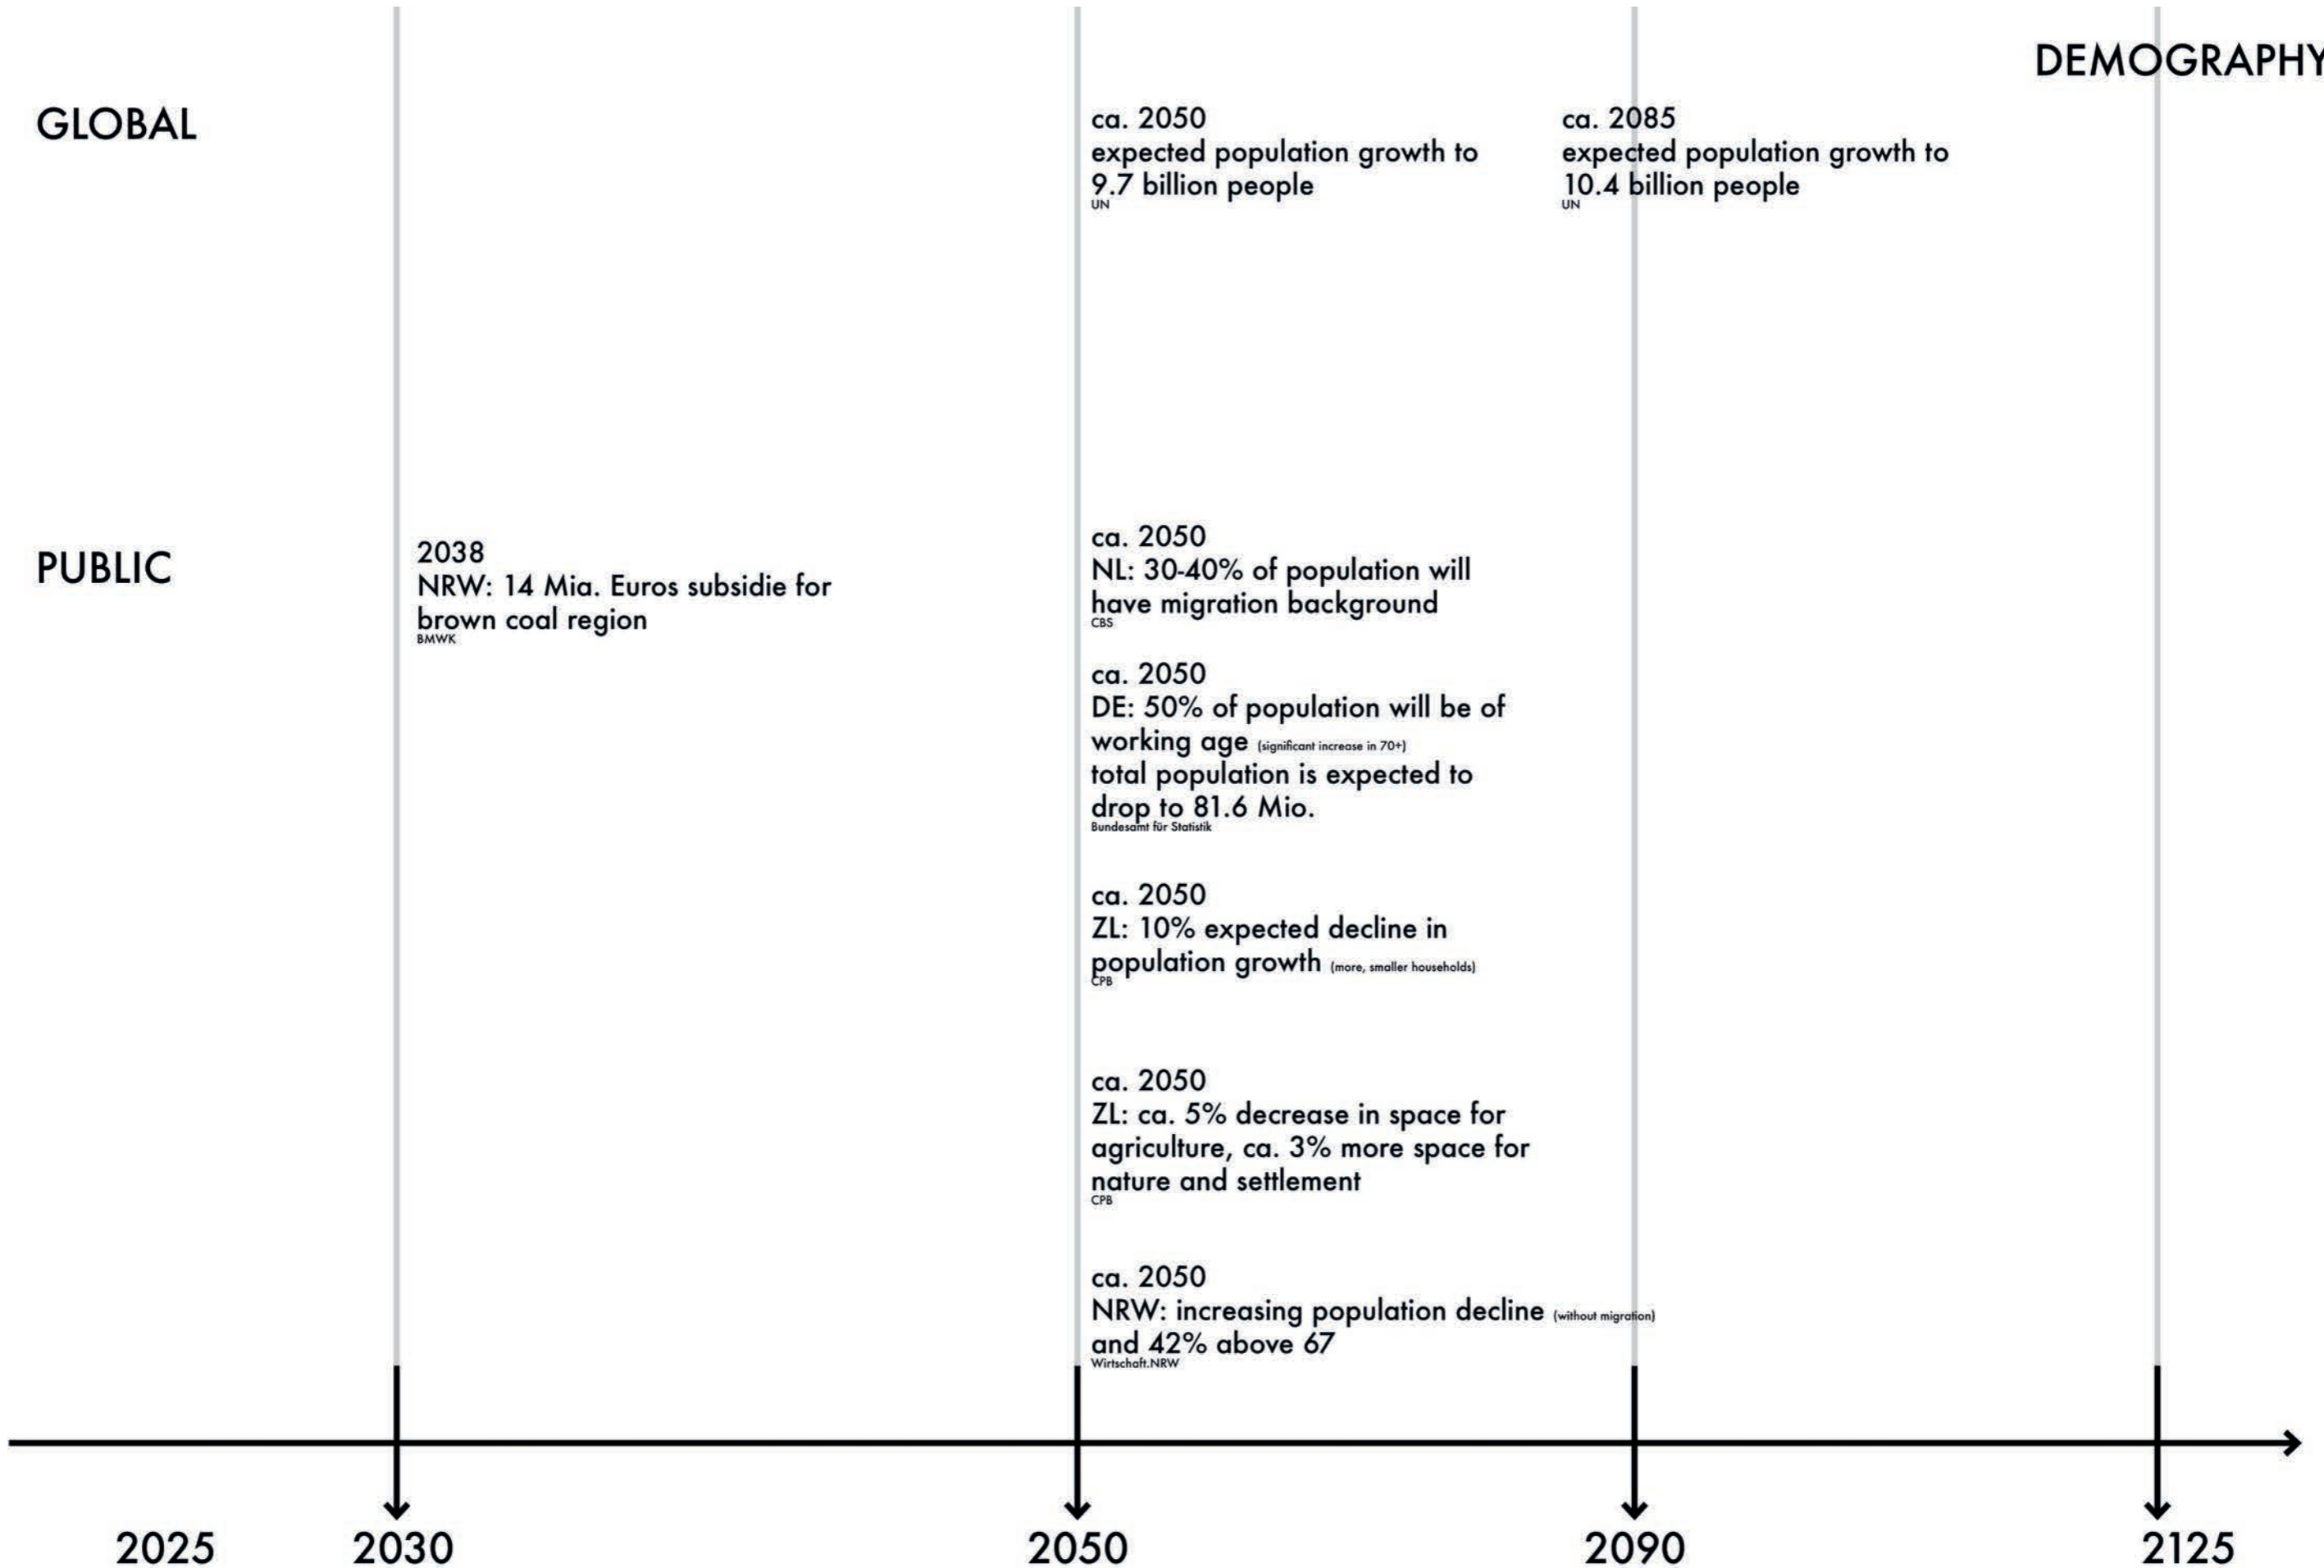 DEMOGRAPHY
GLOBAL
ca. 2050
expected population growth to
9.7 billion people
UN
ca. 2085
expected population growth to
10.4 billion people
UN
PUBLIC
2038
NRW: 14 Mia. Euros subsidie for
brown coal region
BMWK
ca. 2050
NL: 30-40% of population will
have migration background
CBS
ca. 2050
DE: 50% of population will be of
working age (significant increase in 70+)
total population is expected to
drop to 81.6 Mio.
Bundesamt für Statistik
ca. 2050
ZL: 10% expected decline in
population growth (more, smaller households)
CPB
ca. 2050
ZL: ca. 5% decrease in space for
agriculture, ca. 3% more space for
nature and settlement
CPB
ca. 2050
NRW: increasing population decline (without migration)
and 42% above 67
Wirtschaft.NRW
2025
2030
2050
2090
2125